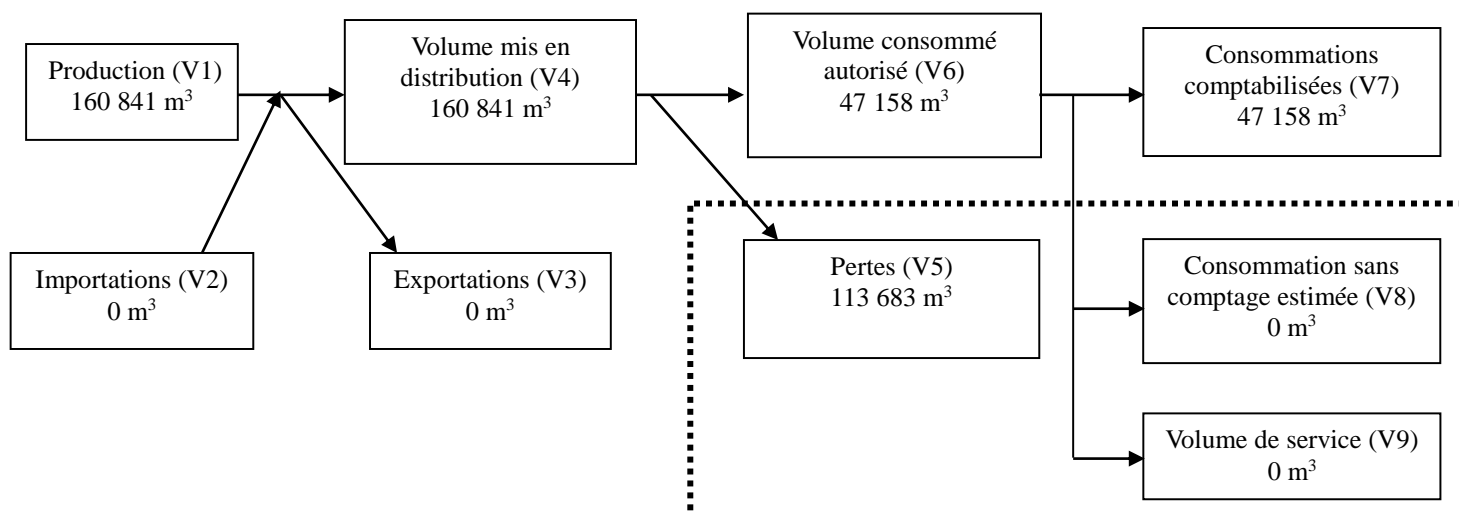 Production (V1)
160 841 m³
Volume mis en
distribution (V4)
160 841 m³
Volume consommé
autorisé (V6)
47 158 m³
Consommations
comptabilisées (V7)
47 158 m³
Importations (V2)
0 m³
Exportations (V3)
0 m³
Pertes (V5)
113 683 m³
Consommation sans
comptage estimée (V8)
0 m³
Volume de service (V9)
0 m³